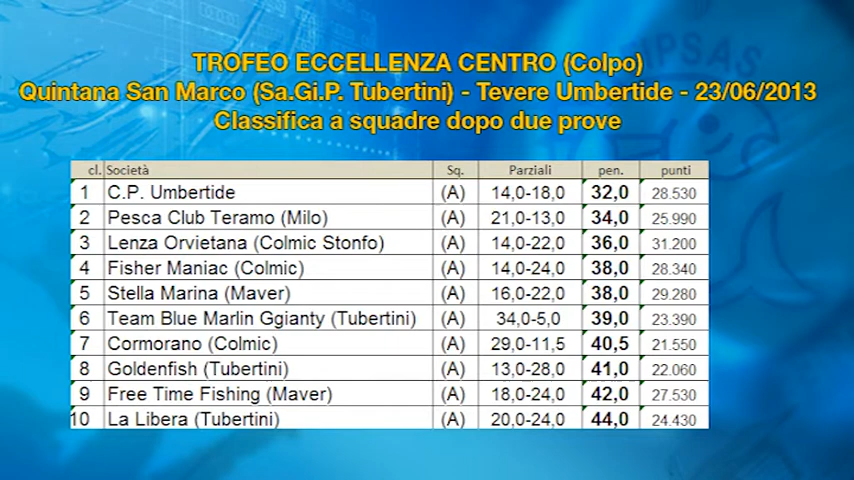 TROFEO ECCELLENZA CENTRO (Colpo)
Quintana San Marco (Sa.Gi.P. Tubertini) - Tevere Umbertide - 23/06/2013
Classifica a squadre dopo due prove
cl. Società Sq. Parziali pen. punti
1 C.P. Umbertide (A) 14,0-18,0 32,0 28.530
2 Pesca Club Teramo (Milo) (A) 21,0-13,0 34,0 25.990
3 Lenza Orvietana (Colmic Stonfo) (A) 14,0-22,0 36,0 31.200
4 Fisher Maniac (Colmic) (A) 14,0-24,0 38,0 28.340
5 Stella Marina (Maver) (A) 16,0-22,0 38,0 29.280
6 Team Blue Marlin Ggianty (Tubertini) (A) 34,0-5,0 39,0 23.390
7 Cormorano (Colmic) (A) 29,0-11,5 40,5 21.550
8 Goldenfish (Tubertini) (A) 13,0-28,0 41,0 22.060
9 Free Time Fishing (Maver) (A) 18,0-24,0 42,0 27.530
10 La Libera (Tubertini) (A) 20,0-24,0 44,0 24.430